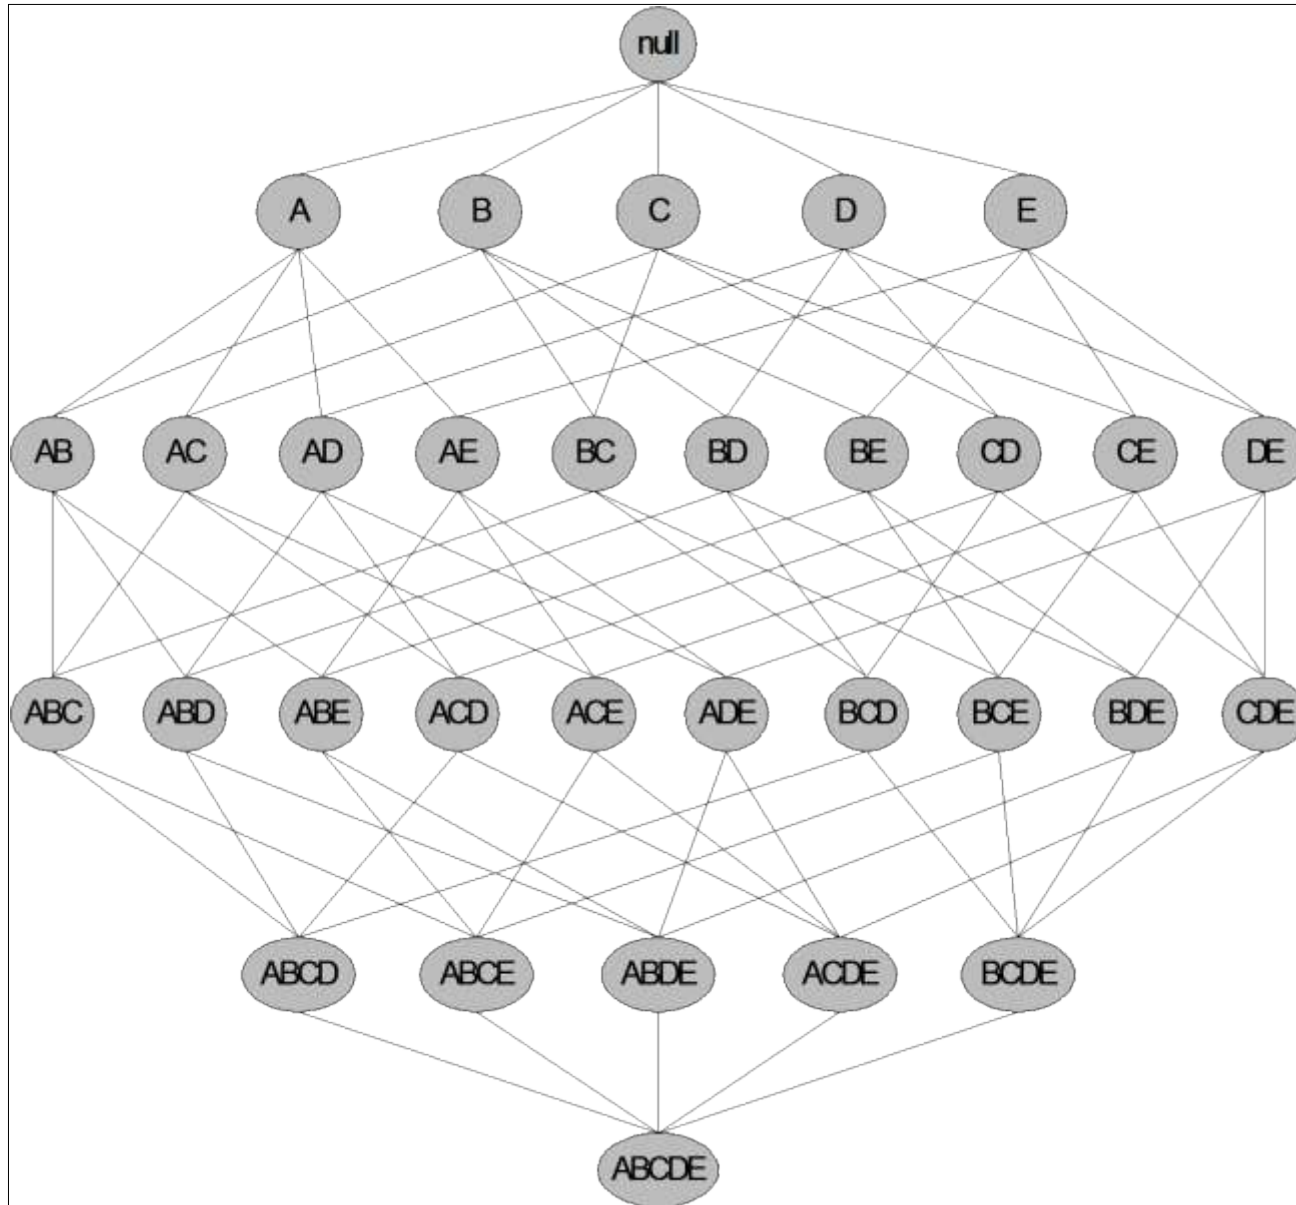 null
A B C D E
AB AC AD AE BC BD BE CD CE DE
ABC ABD ABE ACD ACE ADE BCD BCE BDE CDE
ABCD ABCE ABDE ACDE BCDE
ABCDE